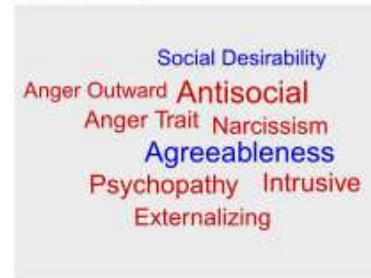 Social Desirability
Anger Outward Antisocial
Anger Trait Narcissism
Agreeableness
Psychopathy Intrusive
Externalizing